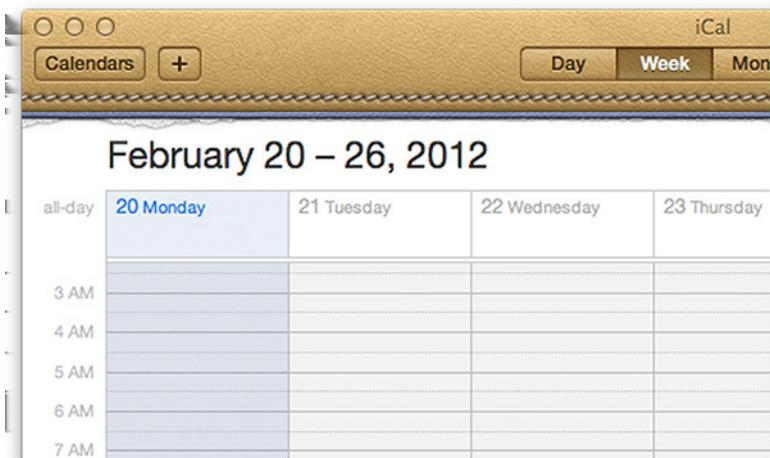 iCal
Calendars + Day Week Mon
February 20 – 26, 2012
all-day 20 Monday 21 Tuesday 22 Wednesday 23 Thursday
3 AM
4 AM
5 AM
6 AM
7 AM